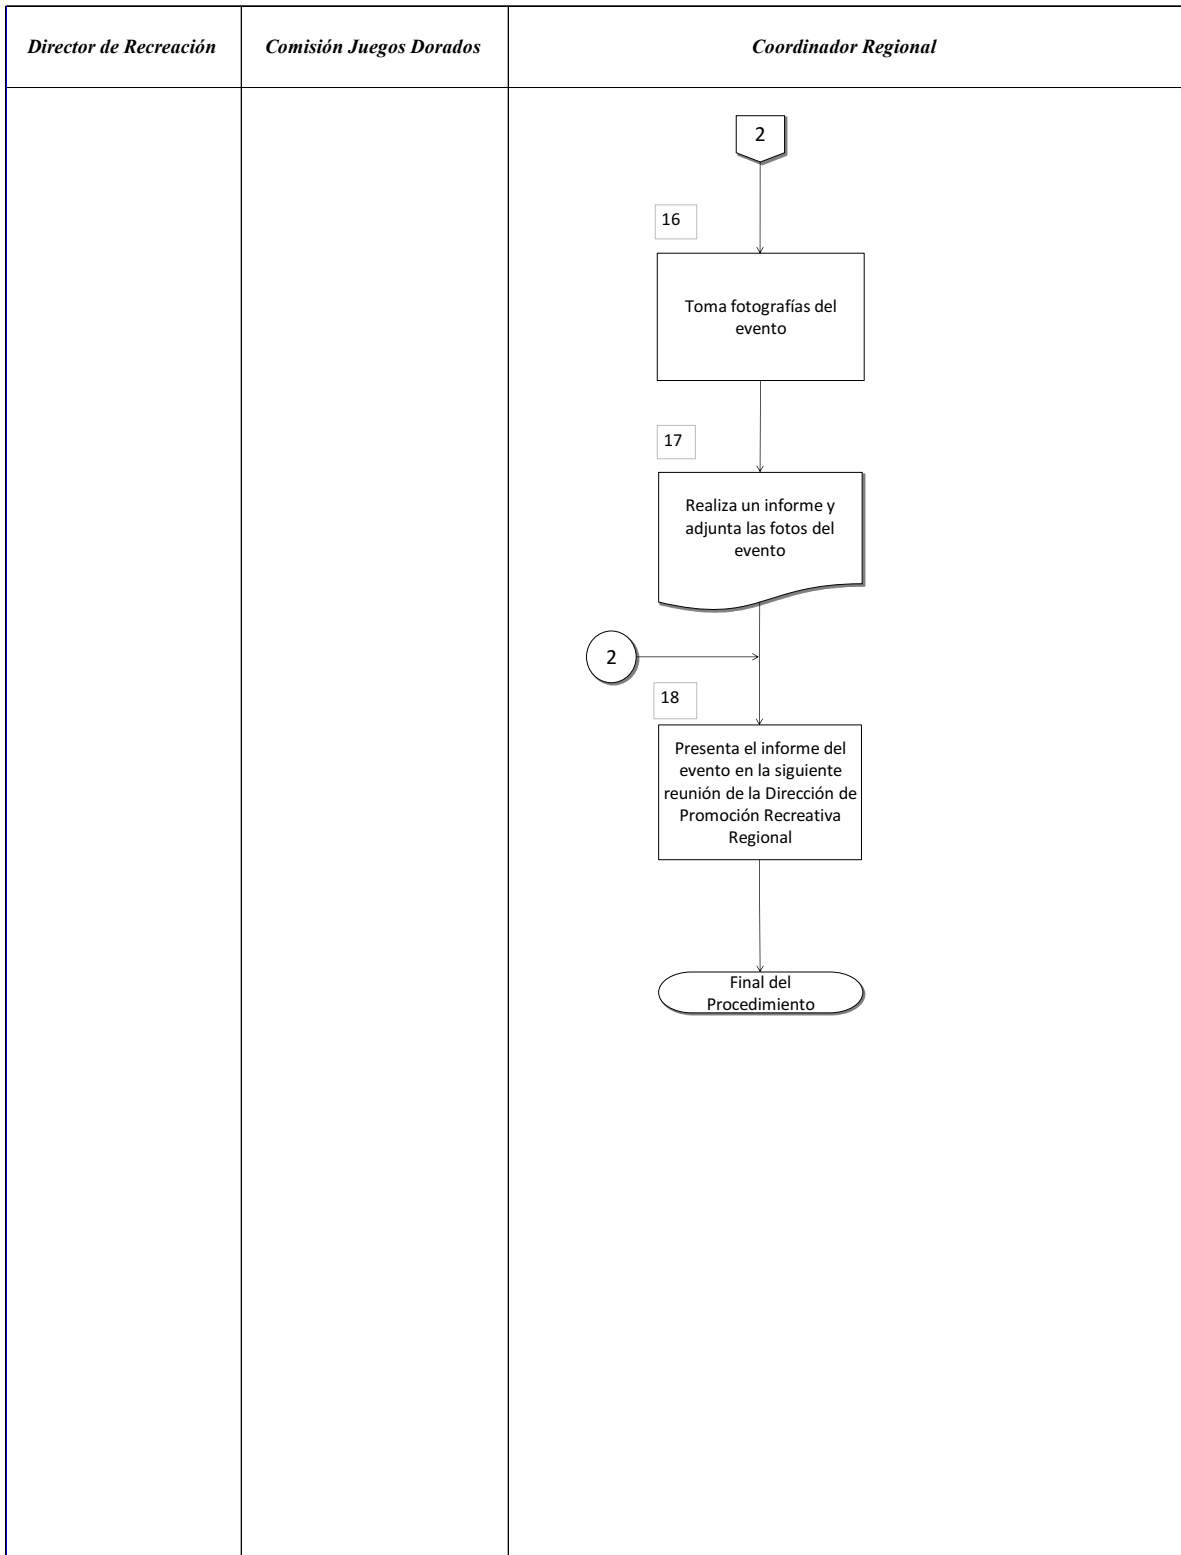 Director de Recreación
Comisión Juegos Dorados
Coordinador Regional
2
16
Toma fotografías del
evento
17
Realiza un informe y
adjunta las fotos del
evento
2
18
Presenta el informe del
evento en la siguiente
reunión de la Dirección de
Promoción Recreativa
Regional
Final del
Procedimiento